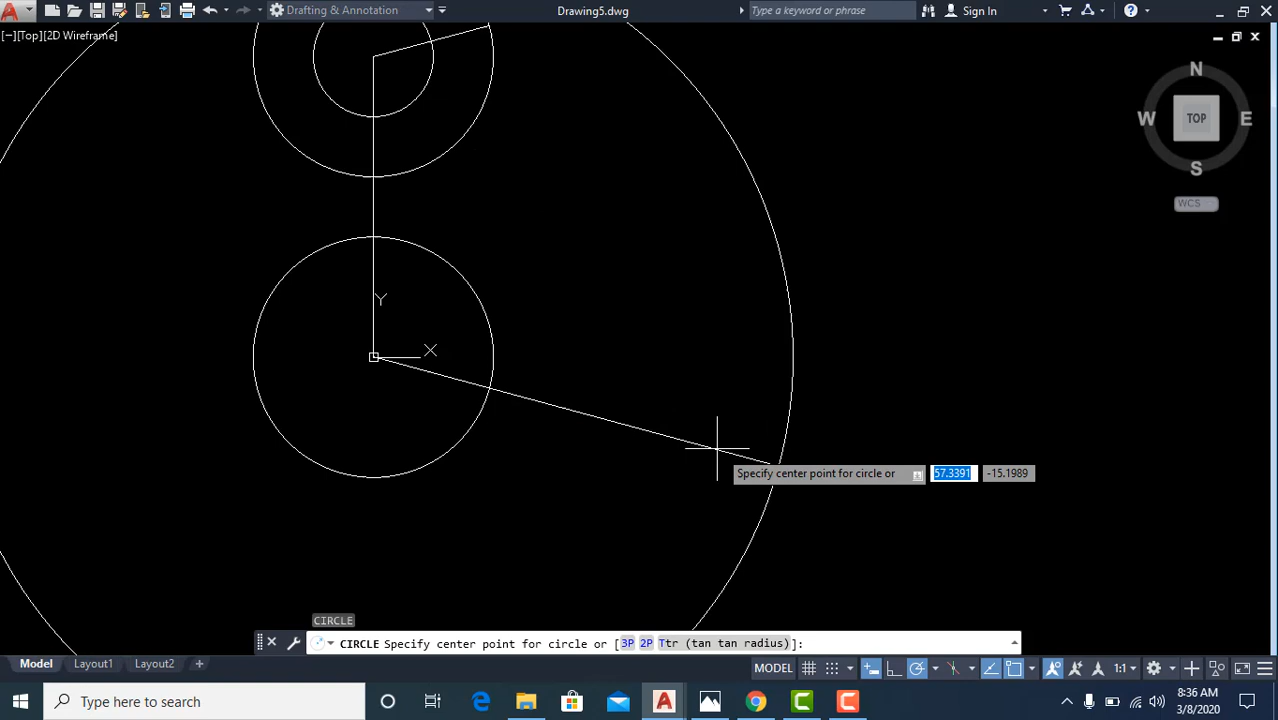 Drafting & Annotation
Drawing5.dwg
Type a keyword or phrase
Sign In
[−][Top][2D Wireframe]
N
W
TOP
E
S
WCS
Y
X
Specify center point for circle or
57.3391
-15.1989
CIRCLE
CIRCLE Specify center point for circle or [3P 2P Ttr (tan tan radius)]:
Model
Layout1
Layout2
MODEL
1:1
Type here to search
8:36 AM
3/8/2020